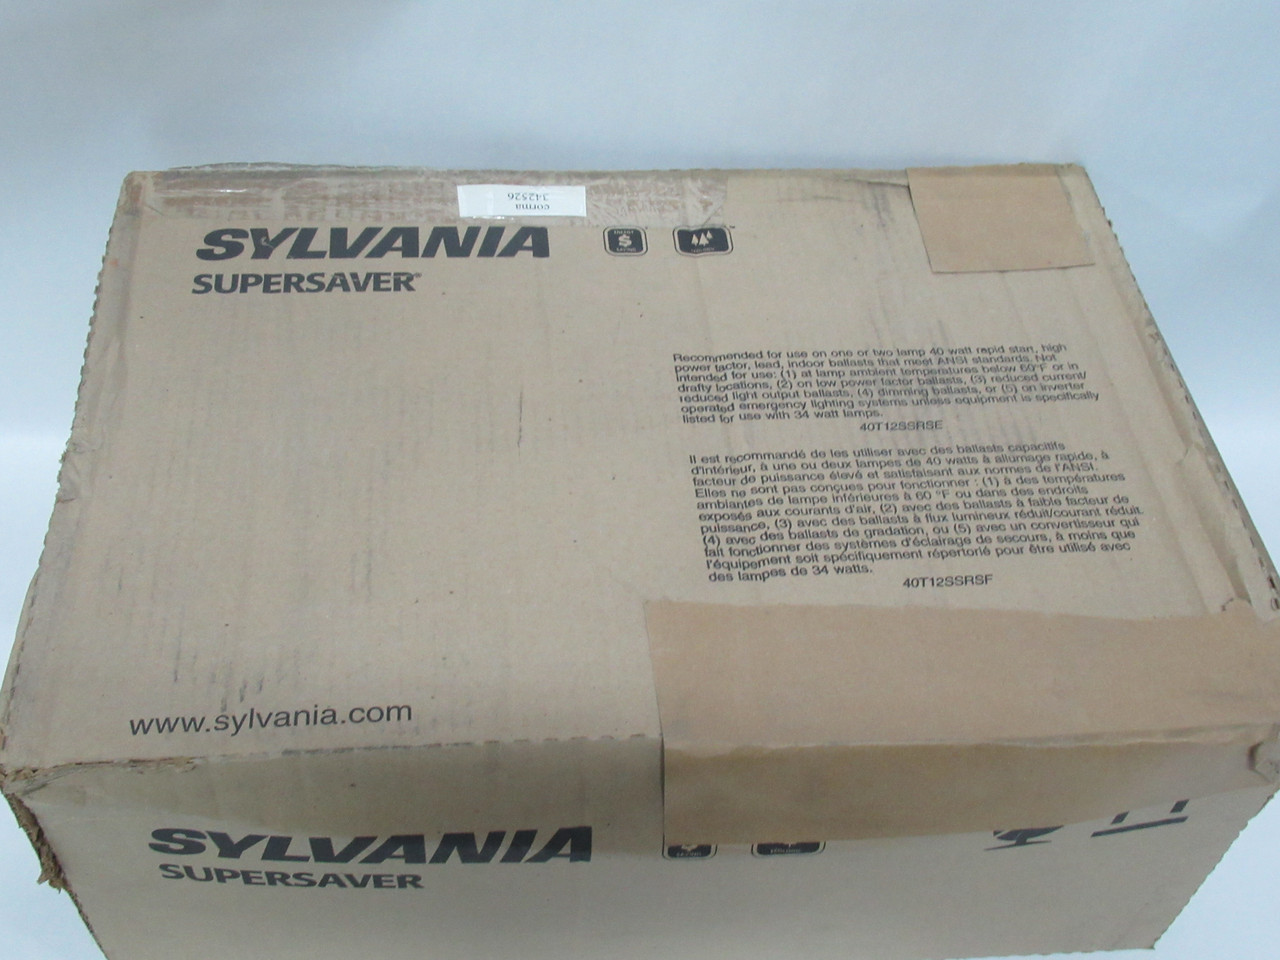 corma
342526
SYLVANIA
SUPERSAVER®
Recommended for use on one or two lamp 40 watt rapid start, high
power factor, lead, indoor ballasts that meet ANSI standards. Not
intended for use: (1) at lamp ambient temperatures below 60°F or in
drafty locations, (2) on low power factor ballasts, (3) reduced current/
reduced light output ballasts, (4) dimming ballasts, or (5) on inverter
operated emergency lighting systems unless equipment is specifically
listed for use with 34 watt lamps.
40T12SSRSE
Il est recommandé de les utiliser avec des ballasts capacitifs
d'intérieur, à une ou deux lampes de 40 watts à allumage rapide, à
facteur de puissance élevé et satisfaisant aux normes de l'ANSI.
Elles ne sont pas conçues pour fonctionner : (1) à des températures
ambiantes de lampe inférieures à 60 °F ou dans des endroits
exposés aux courants d'air, (2) avec des ballasts à faible facteur de
puissance, (3) avec des ballasts à flux lumineux réduit/courant réduit,
(4) avec des ballasts de gradation, ou (5) avec un convertisseur qui
fait fonctionner des systèmes d'éclairage de secours, à moins que
l'équipement soit spécifiquement répertorié pour être utilisé avec
des lampes de 34 watts.
40T12SSRSF
www.sylvania.com
SYLVANIA
SUPERSAVER